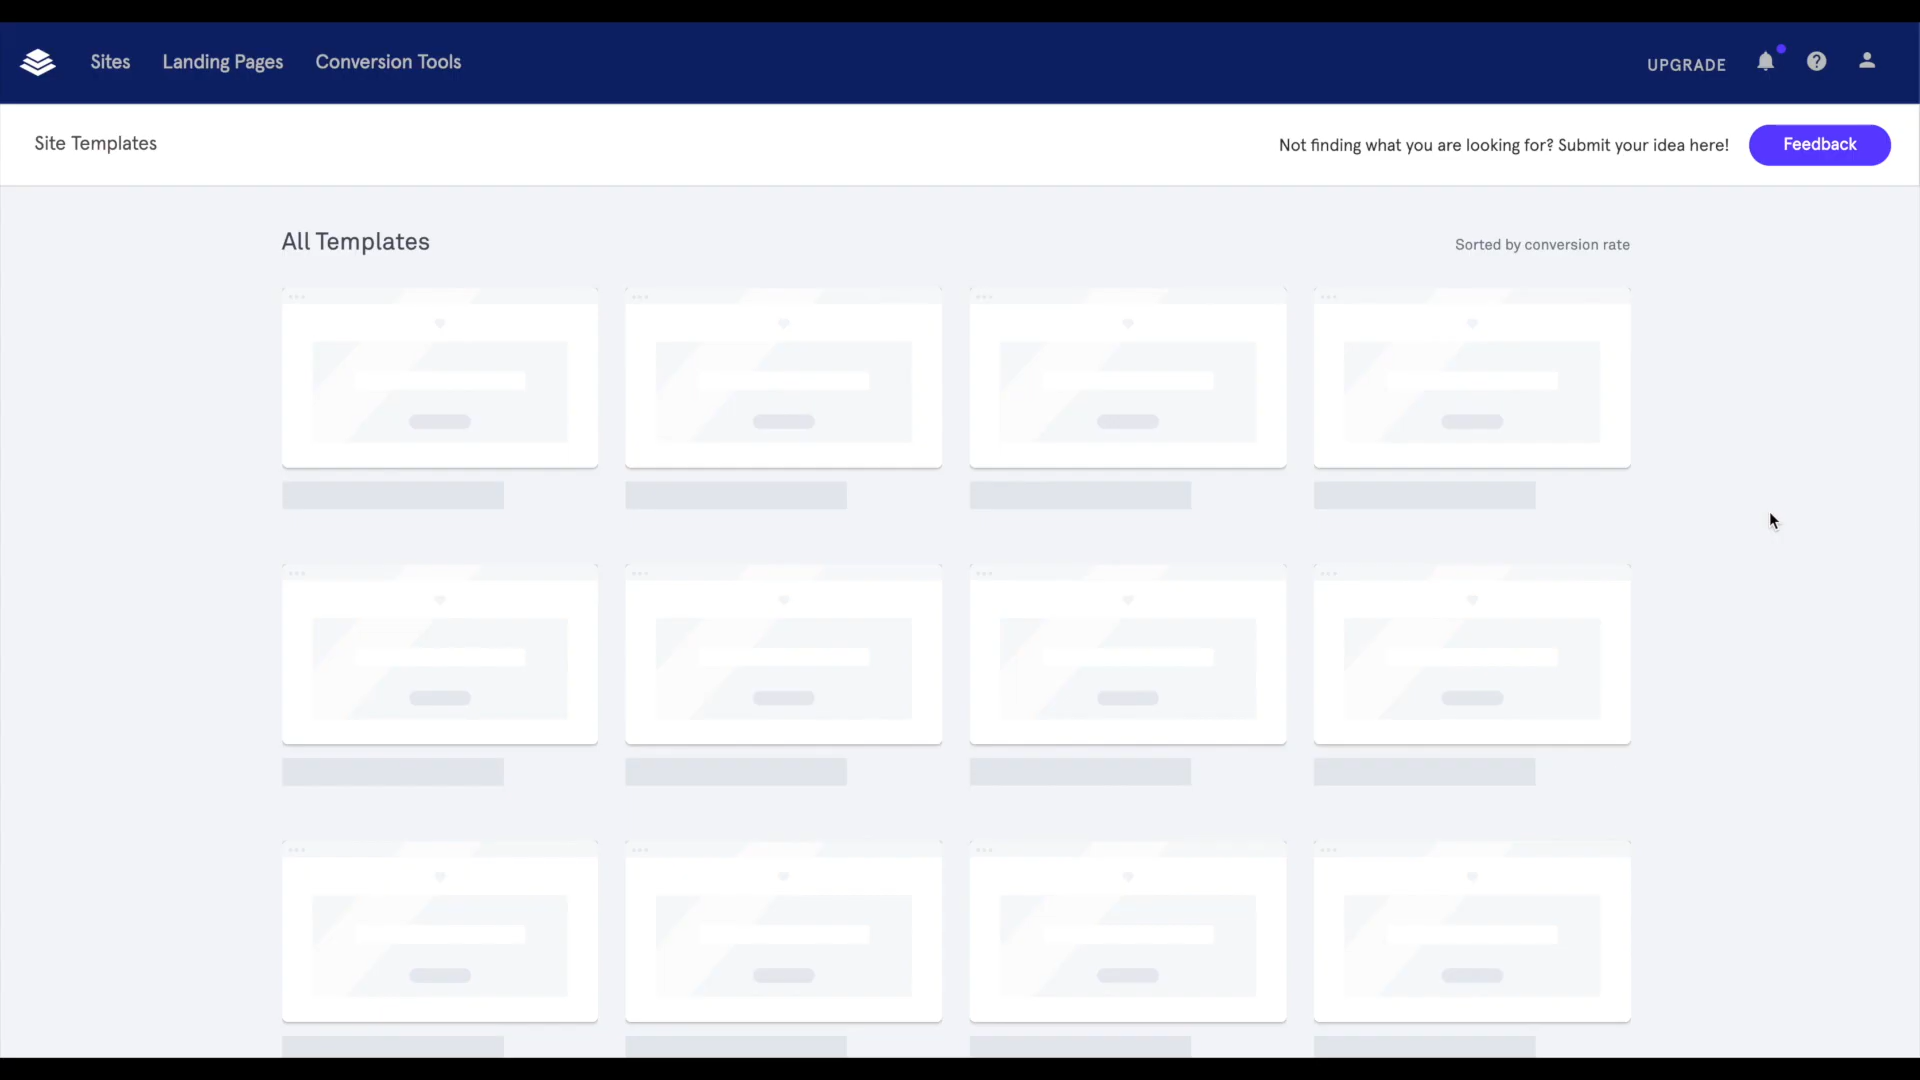 Sites Landing Pages Conversion Tools UPGRADE
Site Templates Not finding what you are looking for? Submit your idea here! Feedback
All Templates Sorted by conversion rate